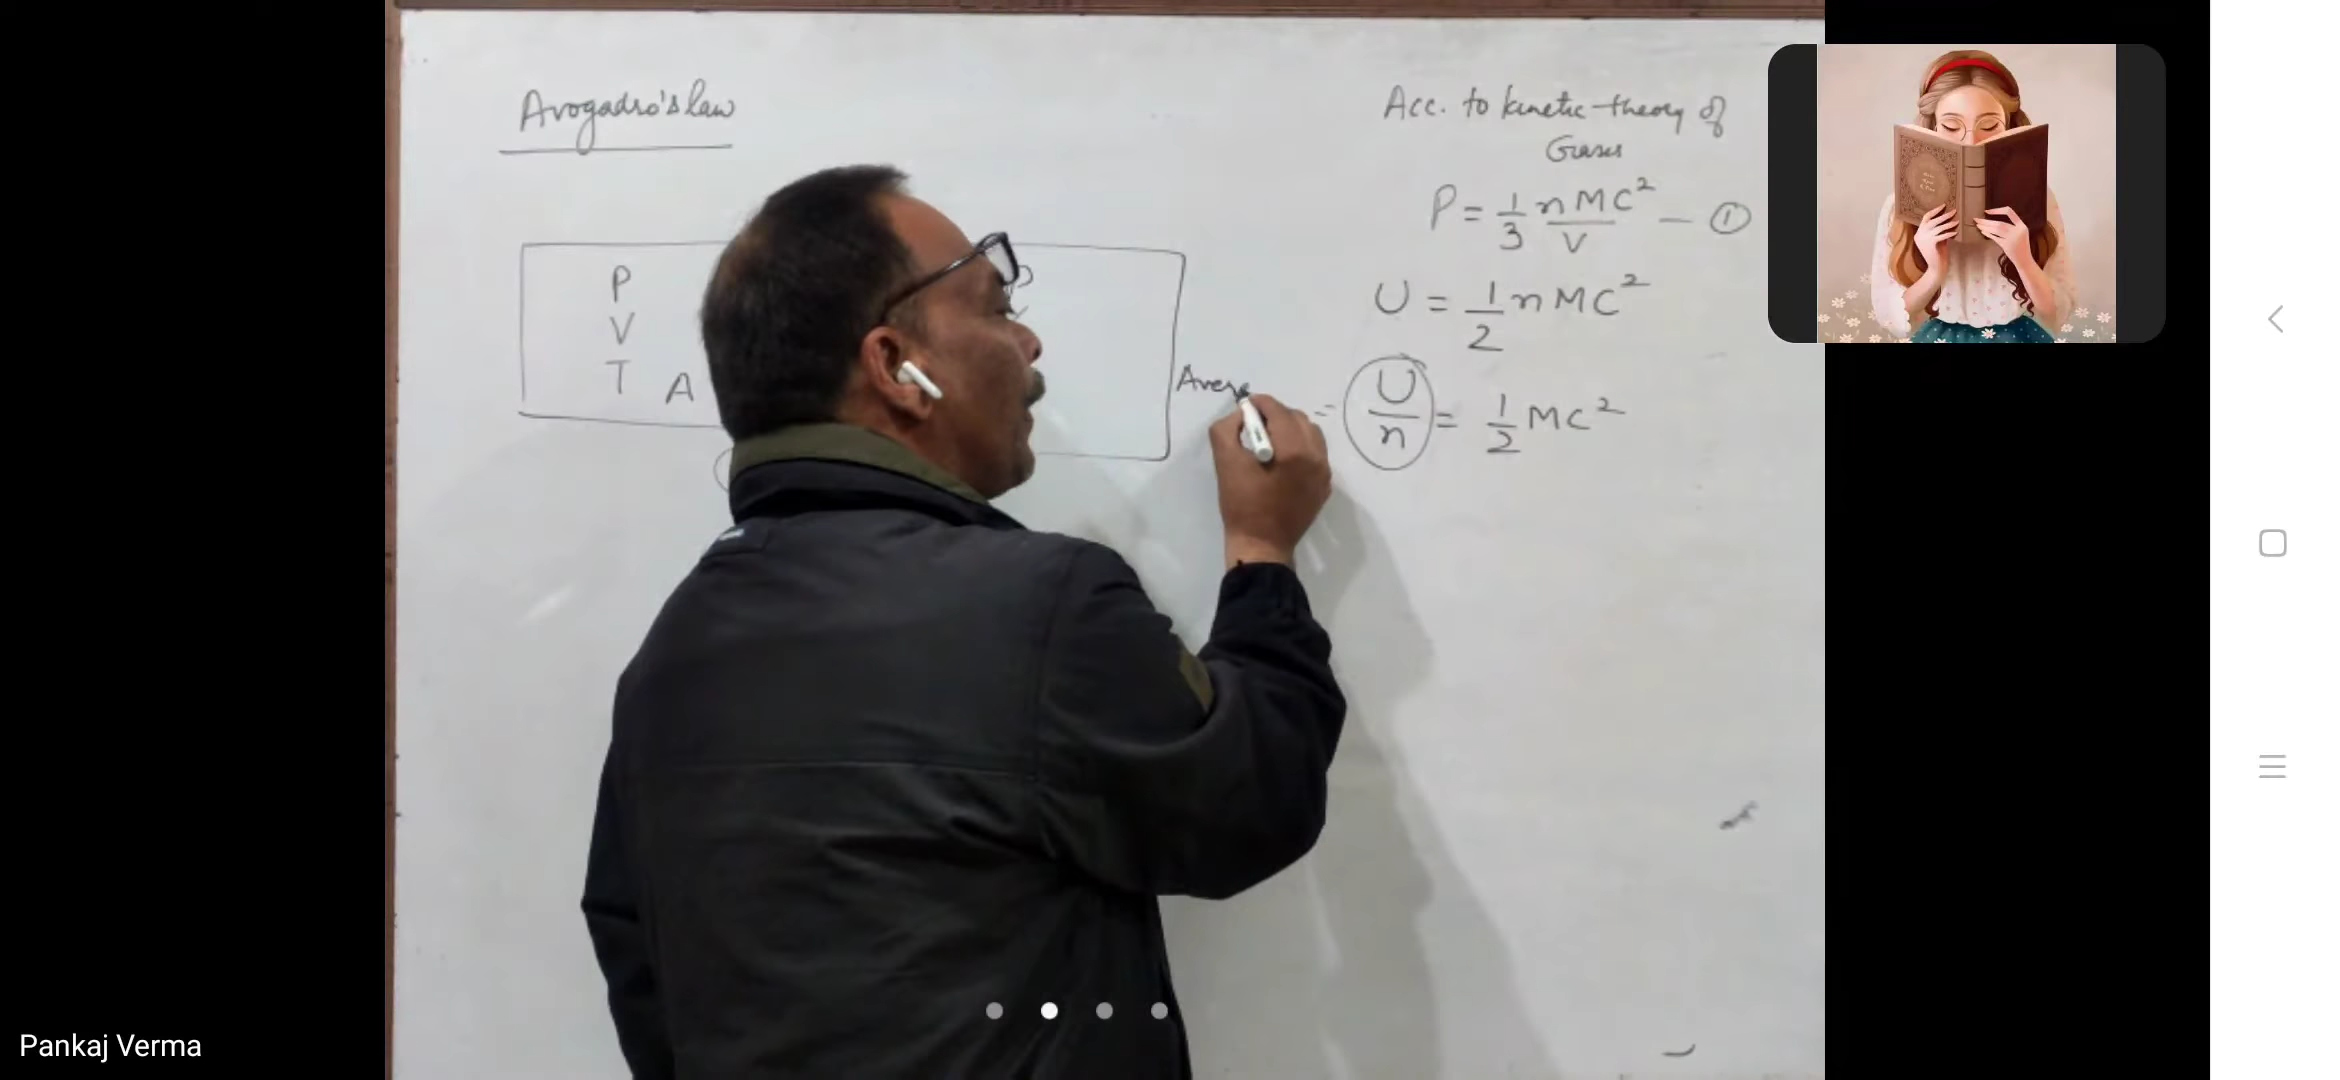 Avogadro's law
P
V
T A
Acc. to kinetic theory of
Gases
P = 1/3 nMC²/V — ①
U = 1/2 nMC²
= U/n = 1/2 MC²
Pankaj Verma